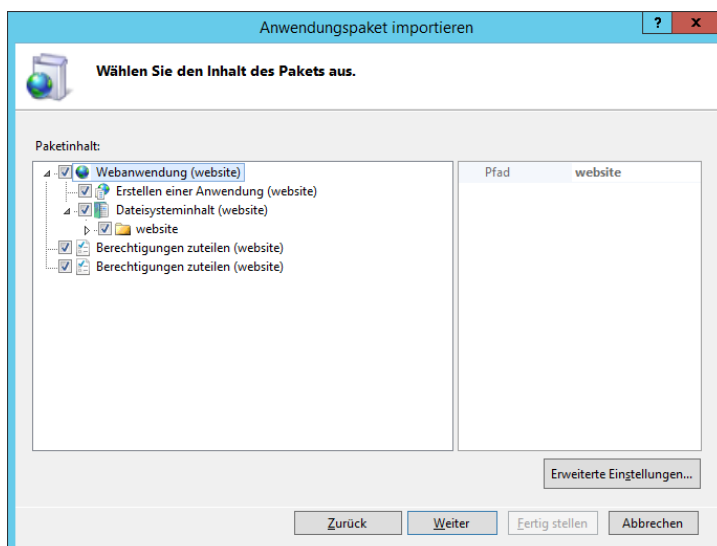 Anwendungspaket importieren
?
x
Wählen Sie den Inhalt des Pakets aus.
Paketinhalt:
Webanwendung (website)
Pfad website
Erstellen einer Anwendung (website)
Dateisysteminhalt (website)
website
Berechtigungen zuteilen (website)
Berechtigungen zuteilen (website)
Erweiterte Einstellungen...
Zurück Weiter Fertig stellen Abbrechen